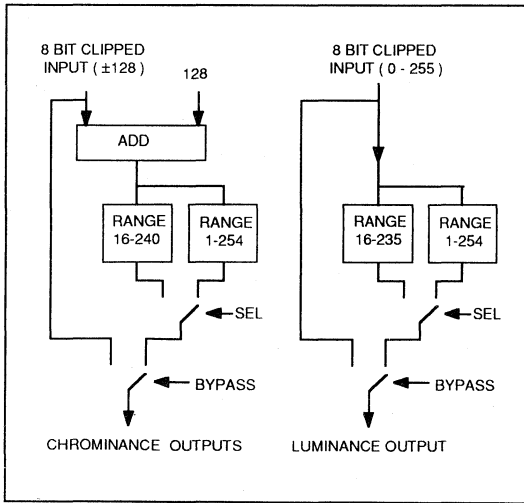 8 BIT CLIPPED
INPUT ( ±128 )
128
ADD
RANGE
16-240
RANGE
1-254
SEL
BYPASS
CHROMINANCE OUTPUTS
8 BIT CLIPPED
INPUT ( 0 - 255 )
RANGE
16-235
RANGE
1-254
SEL
BYPASS
LUMINANCE OUTPUT